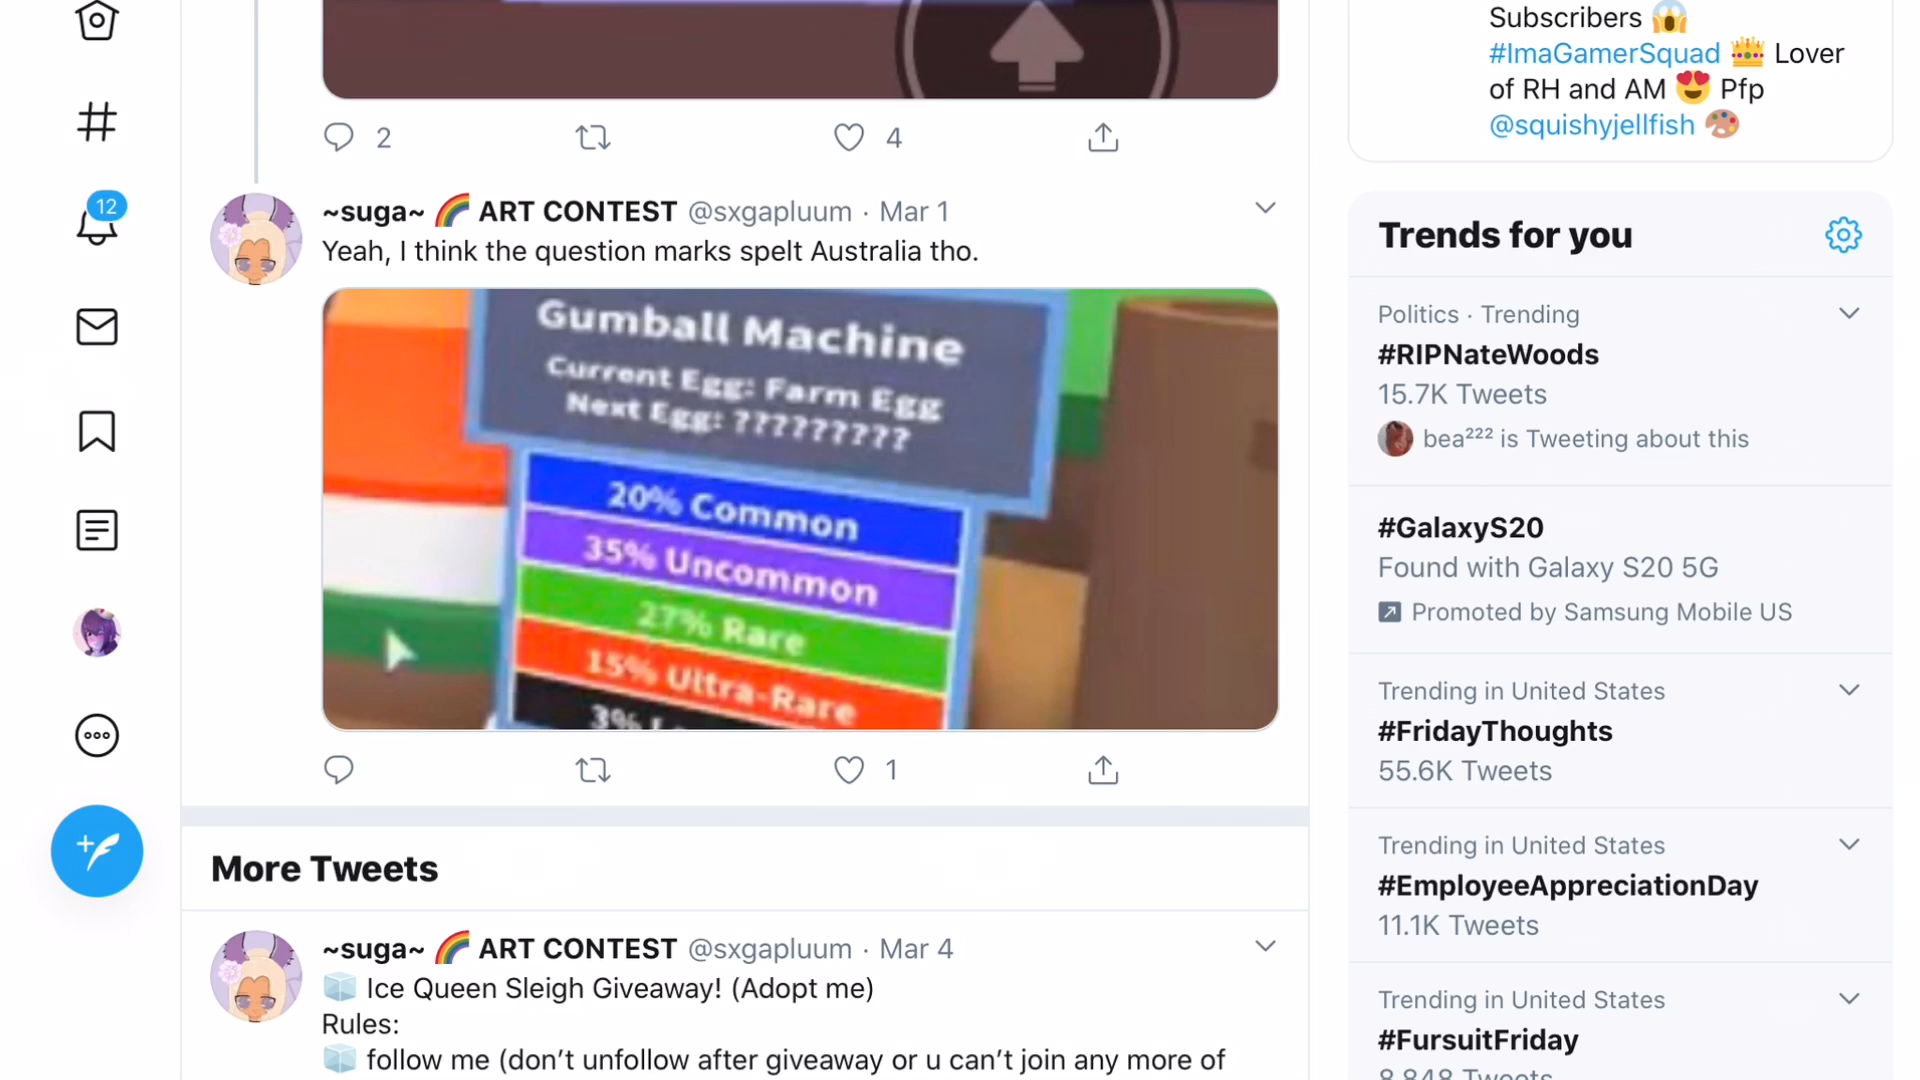 Subscribers 😱
#ImaGamerSquad 👑 Lover
of RH and AM 😍 Pfp
@squishyjellfish 🎨
2
4
12
~suga~ 🌈 ART CONTEST @sxgapluum · Mar 1
Yeah, I think the question marks spelt Australia tho.
Gumball Machine
Current Egg: Farm Egg
Next Egg: ?????????
20% Common
35% Uncommon
27% Rare
15% Ultra-Rare
3%
1
More Tweets
~suga~ 🌈 ART CONTEST @sxgapluum · Mar 4
🧊 Ice Queen Sleigh Giveaway! (Adopt me)
Rules:
🧊 follow me (don’t unfollow after giveaway or u can’t join any more of
Trends for you
Politics · Trending
#RIPNateWoods
15.7K Tweets
bea²²² is Tweeting about this
#GalaxyS20
Found with Galaxy S20 5G
Promoted by Samsung Mobile US
Trending in United States
#FridayThoughts
55.6K Tweets
Trending in United States
#EmployeeAppreciationDay
11.1K Tweets
Trending in United States
#FursuitFriday
8,848 Tweets